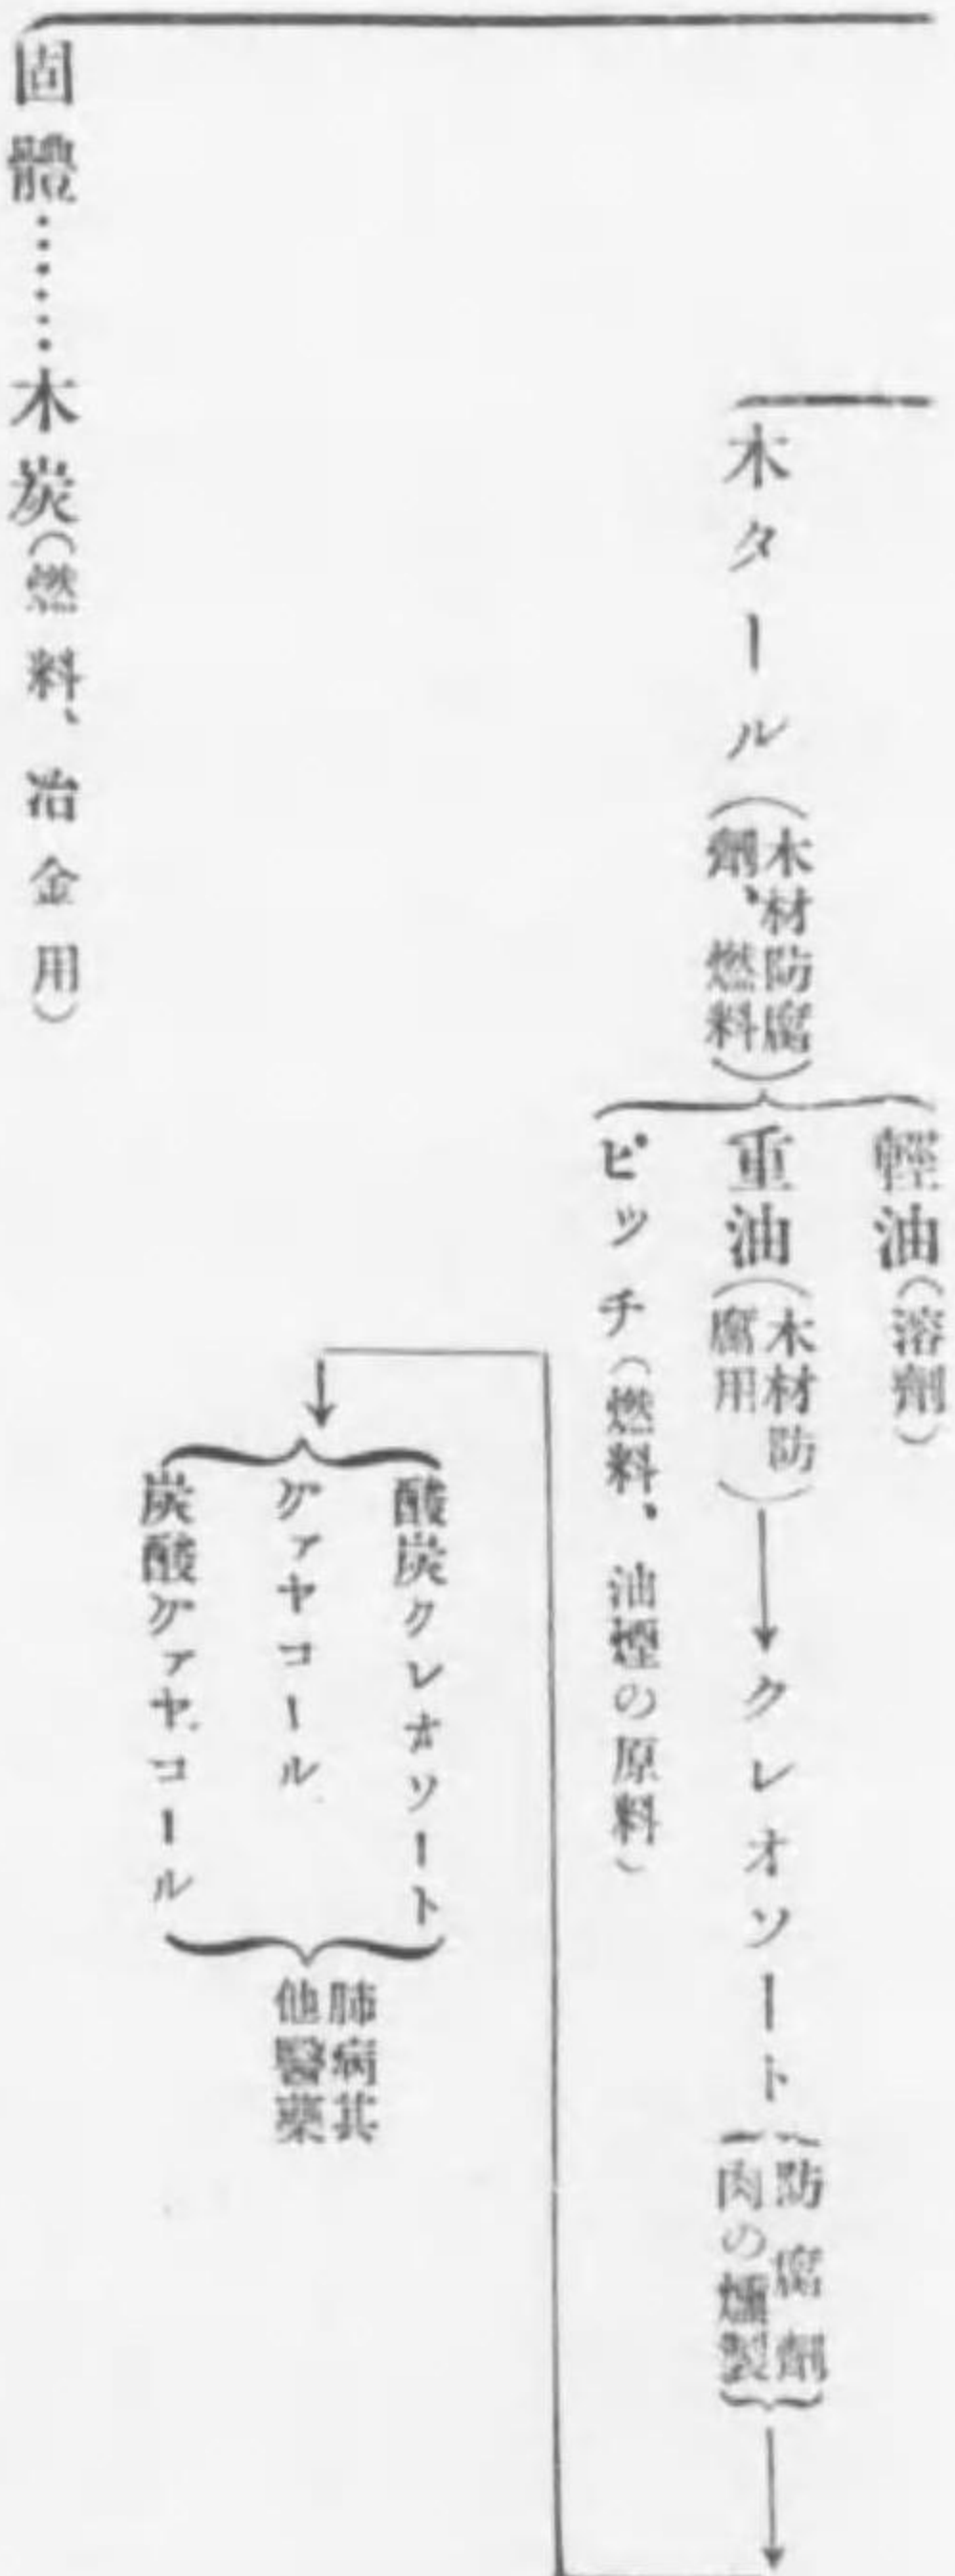 輕油(溶劑)
木タール(木材防腐劑、燃料)
重油(木材防腐用)
クレオソート
防腐劑
肉の燻製
ピッチ(燃料、油煙の原料)
酸炭クレオソート
グァヤコール
炭酸グァヤコール
肺病其他醫藥
固體……木炭(燃料、冶金用)